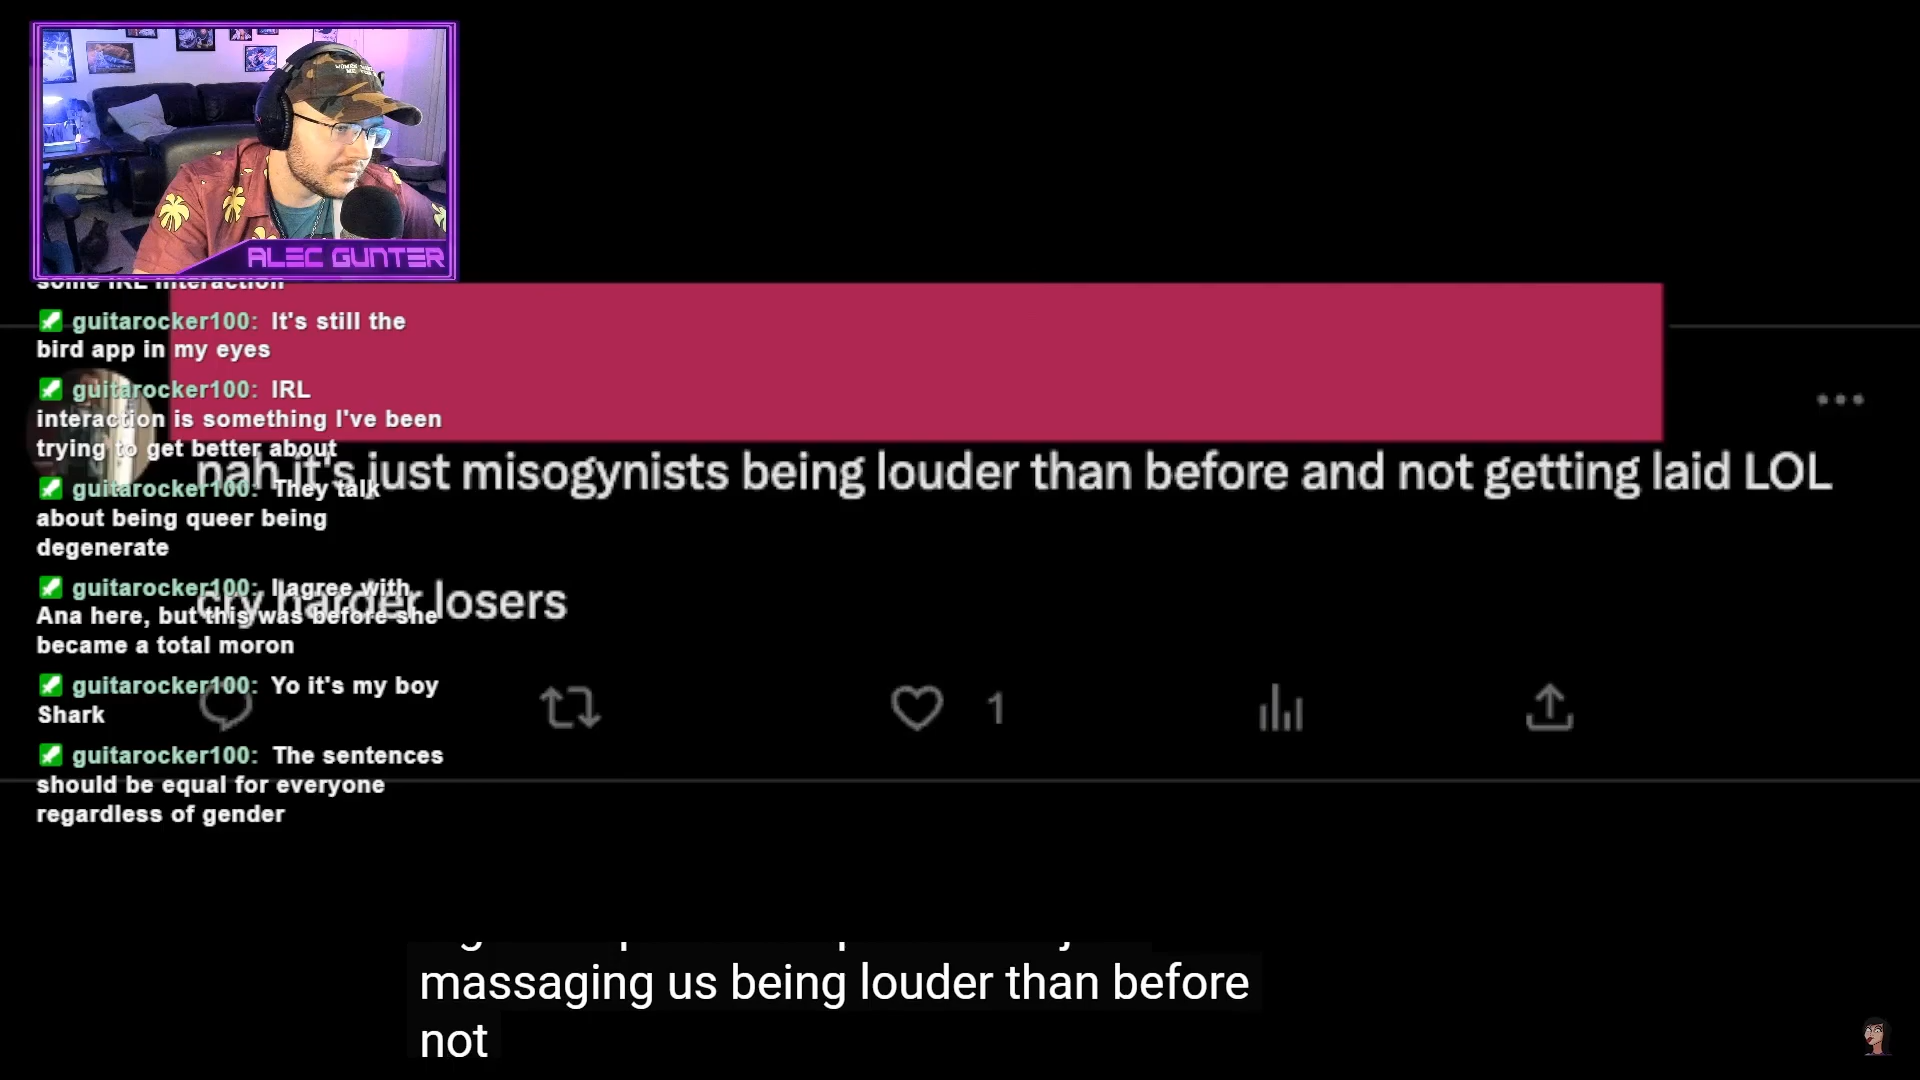 ALEC GUNTER
some IRL interaction
guitarocker100: It's still the
bird app in my eyes
guitarocker100: IRL
interaction is something I've been
trying to get better about
nah it's just misogynists being louder than before and not getting laid LOL
guitarocker100: They talk
about being queer being
degenerate
guitarocker100: I agree with
cry harder losers
Ana here, but this was before she
became a total moron
guitarocker100: Yo it's my boy
Shark
1
guitarocker100: The sentences
should be equal for everyone
regardless of gender
massaging us being louder than before
not